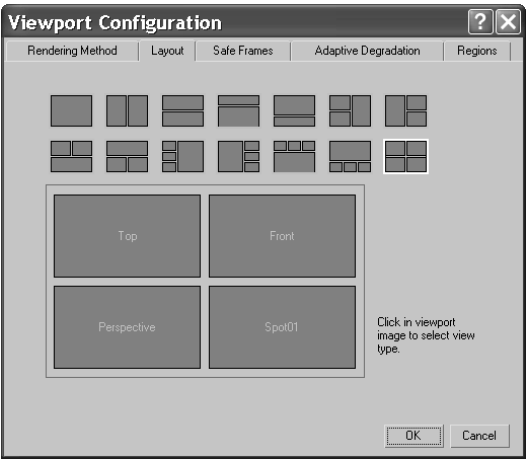 Viewport Configuration
Rendering Method Layout Safe Frames Adaptive Degradation Regions
Top Front
Perspective Spot01
Click in viewport
image to select view
type.
OK Cancel